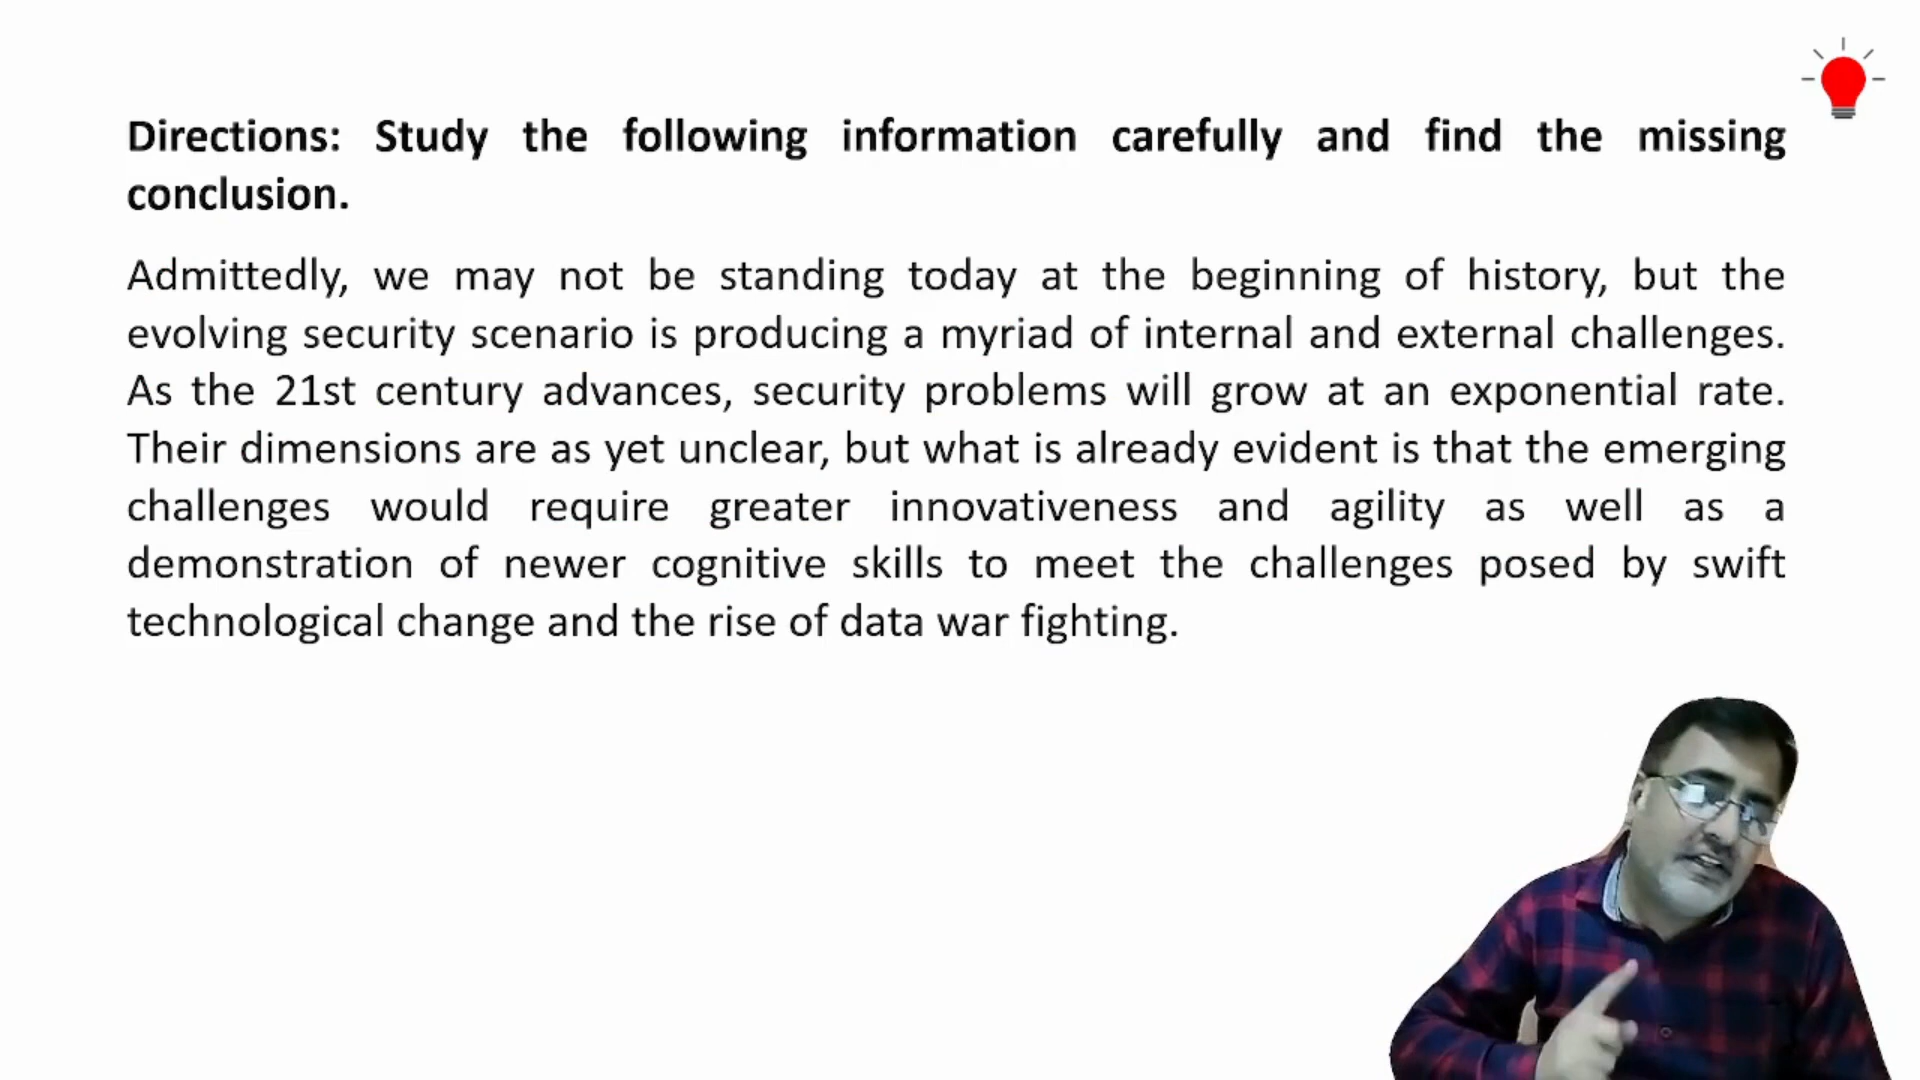 Directions: Study the following information carefully and find the missing
conclusion.
Admittedly, we may not be standing today at the beginning of history, but the
evolving security scenario is producing a myriad of internal and external challenges.
As the 21st century advances, security problems will grow at an exponential rate.
Their dimensions are as yet unclear, but what is already evident is that the emerging
challenges would require greater innovativeness and agility as well as a
demonstration of newer cognitive skills to meet the challenges posed by swift
technological change and the rise of data war fighting.